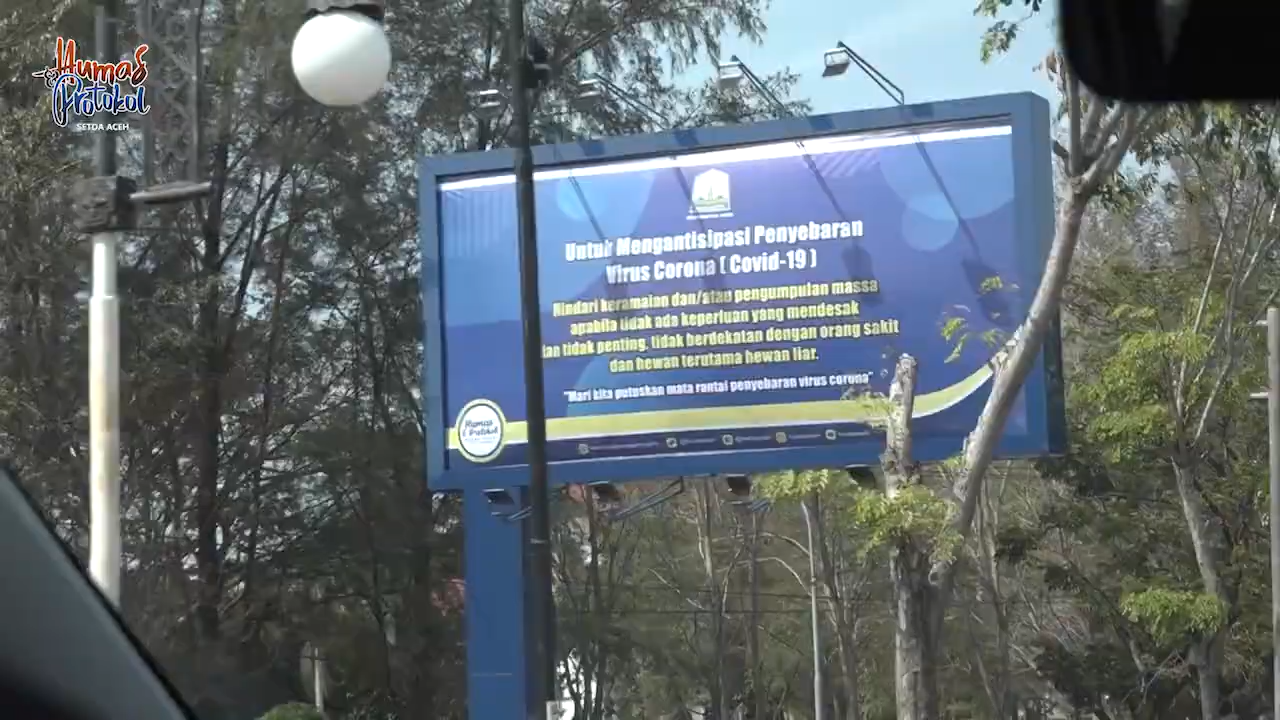 Humas
Protokol
SETDA ACEH
Untuk Mengantisipasi Penyebaran
Virus Corona ( Covid-19 )
Hindari keramaian dan/atau pengumpulan massa
apabila tidak ada keperluan yang mendesak
dan tidak penting, tidak berdekatan dengan orang sakit
dan hewan terutama hewan liar.
"Mari kita putuskan mata rantai penyebaran virus corona"
Humas
& Protokol